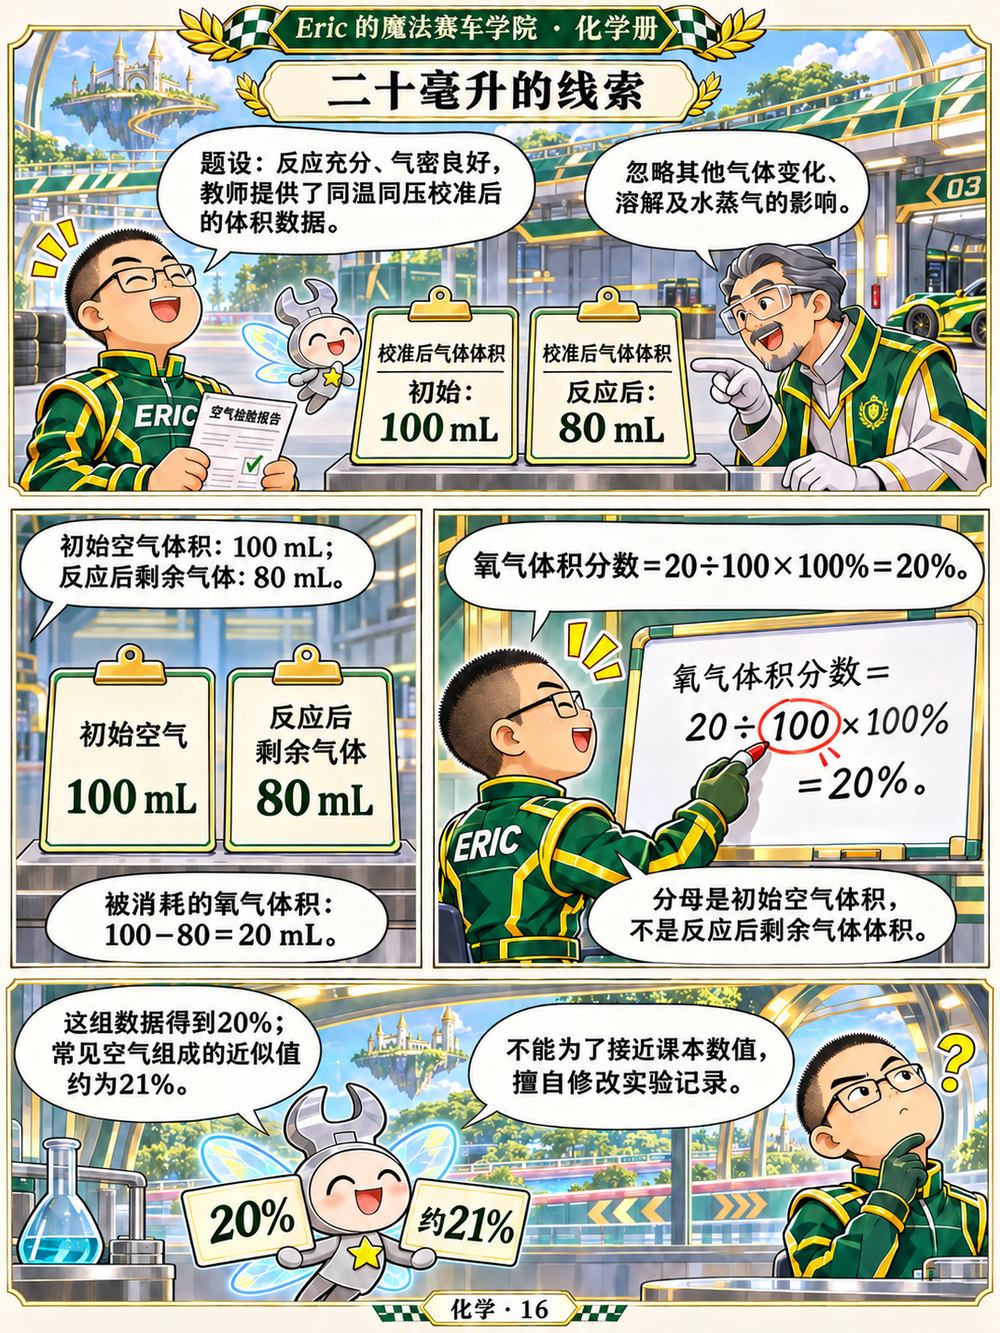 Eric 的魔法赛车学院 · 化学册
二十毫升的线索
题设：反应充分、气密良好，
教师提供了同温同压校准后
的体积数据。
忽略其他气体变化、
溶解及水蒸气的影响。
03
校准后气体体积
初始：
100 mL
校准后气体体积
反应后：
80 mL
ERIC
空气检验报告
初始空气体积：100 mL；
反应后剩余气体：80 mL。
初始空气
100 mL
反应后
剩余气体
80 mL
被消耗的氧气体积：
100−80=20 mL。
氧气体积分数=20÷100×100%=20%。
氧气体积分数=
20÷100×100%
=20%。
ERIC
分母是初始空气体积，
不是反应后剩余气体体积。
这组数据得到20%；
常见空气组成的近似值
约为21%。
不能为了接近课本数值，
擅自修改实验记录。
?
20%
约21%
化学 · 16